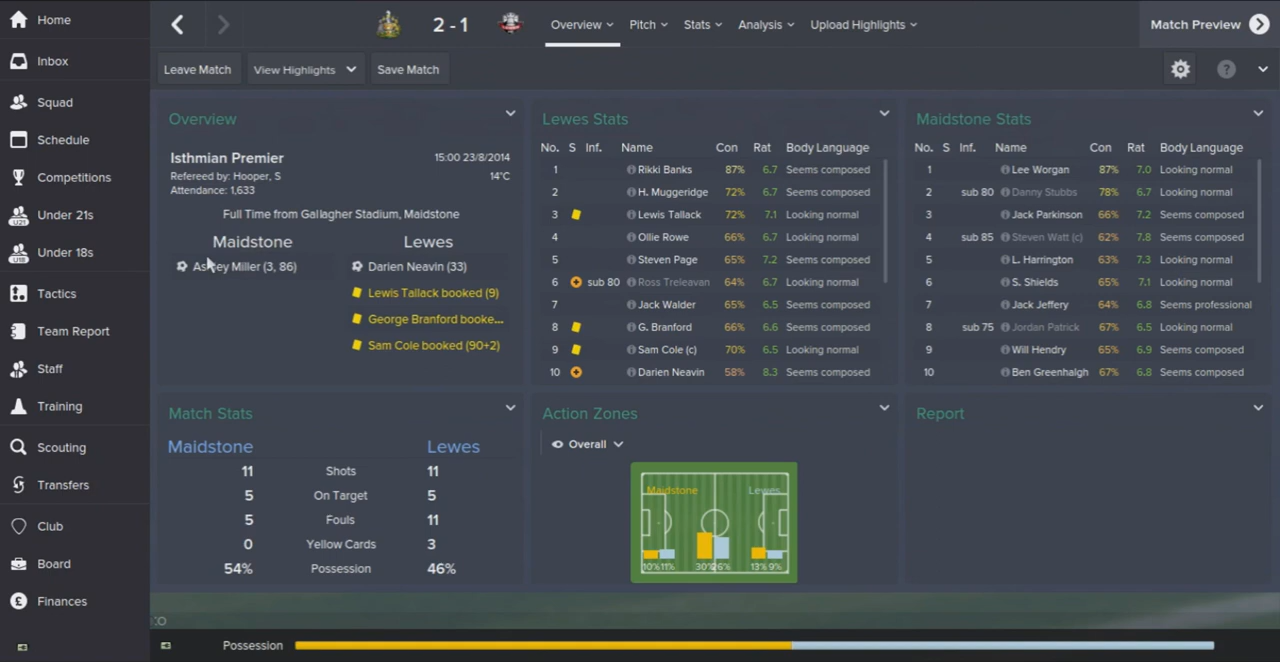 Home
Inbox
Squad
Schedule
Competitions
Under 21s
Under 18s
Tactics
Team Report
Staff
Training
Scouting
Transfers
Club
Board
Finances
2 - 1
Overview
Pitch
Stats
Analysis
Upload Highlights
Match Preview
Leave Match
View Highlights
Save Match
?
Overview
Isthmian Premier 15:00 23/8/2014
Refereed by: Hooper, S 14°C
Attendance: 1,633
Full Time from Gallagher Stadium, Maidstone
Maidstone Lewes
Ashley Miller (3, 86) Darien Neavin (33)
Lewis Tallack booked (9)
George Branford booke...
Sam Cole booked (90+2)
Lewes Stats
No. S Inf. Name Con Rat Body Language
1 Rikki Banks 87% 6.7 Seems composed
2 H. Muggeridge 72% 6.7 Seems composed
3 Lewis Tallack 72% 7.1 Looking normal
4 Ollie Rowe 66% 6.7 Looking normal
5 Steven Page 65% 7.2 Seems composed
6 sub 80 Ross Treleavan 64% 6.7 Looking normal
7 Jack Walder 65% 6.5 Seems composed
8 G. Branford 66% 6.6 Seems composed
9 Sam Cole (c) 70% 6.5 Looking normal
10 Darien Neavin 58% 8.3 Seems composed
Maidstone Stats
No. S Inf. Name Con Rat Body Language
1 Lee Worgan 87% 7.0 Looking normal
2 sub 80 Danny Stubbs 78% 6.7 Looking normal
3 Jack Parkinson 66% 7.2 Seems composed
4 sub 85 Steven Watt (c) 62% 7.8 Seems composed
5 L. Harrington 63% 7.3 Looking normal
6 S. Shields 65% 7.1 Looking normal
7 Jack Jeffery 64% 6.8 Seems professional
8 sub 75 Jordan Patrick 67% 6.5 Looking normal
9 Will Hendry 65% 6.9 Seems composed
10 Ben Greenhalgh 67% 6.8 Seems composed
Match Stats
Maidstone Lewes
11 Shots 11
5 On Target 5
5 Fouls 11
0 Yellow Cards 3
54% Possession 46%
Action Zones
Overall
Maidstone Lewes
10% 11% 30% 26% 13% 9%
Report
Possession